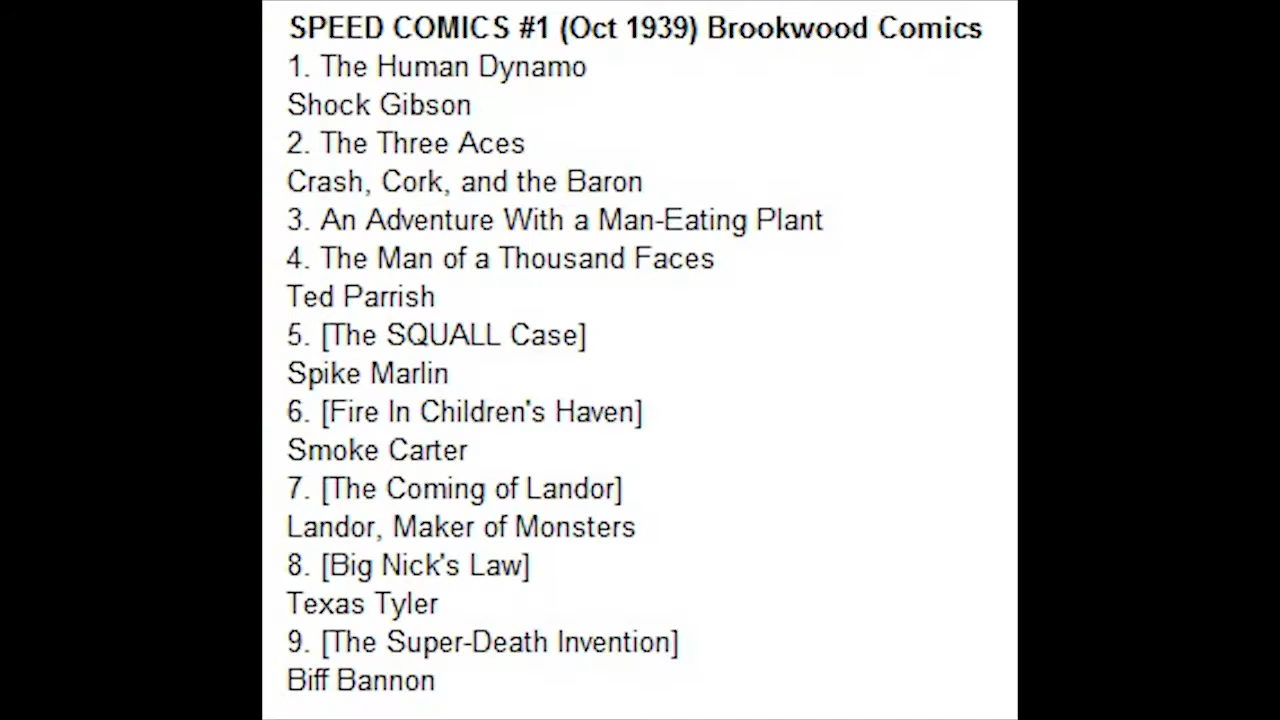 SPEED COMICS #1 (Oct 1939) Brookwood Comics
1. The Human Dynamo
Shock Gibson
2. The Three Aces
Crash, Cork, and the Baron
3. An Adventure With a Man-Eating Plant
4. The Man of a Thousand Faces
Ted Parrish
5. [The SQUALL Case]
Spike Marlin
6. [Fire In Children's Haven]
Smoke Carter
7. [The Coming of Landor]
Landor, Maker of Monsters
8. [Big Nick's Law]
Texas Tyler
9. [The Super-Death Invention]
Biff Bannon